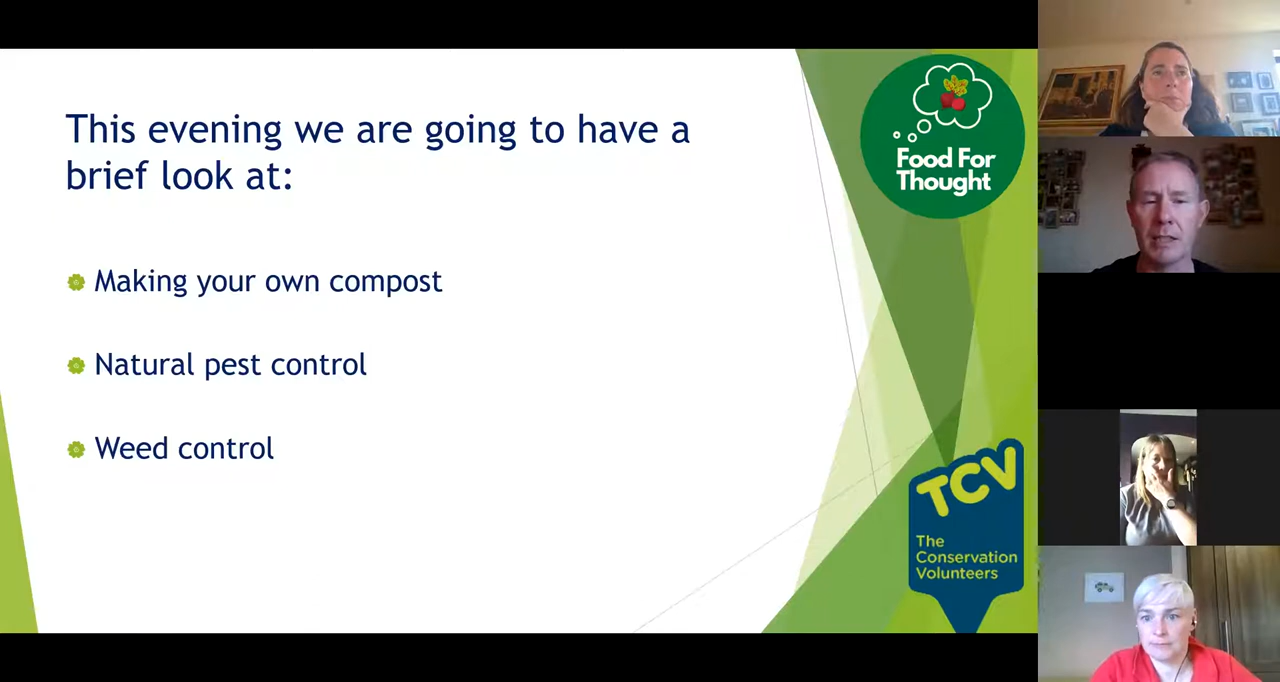 This evening we are going to have a
brief look at:
Making your own compost
Natural pest control
Weed control
Food For
Thought
TCV
The
Conservation
Volunteers